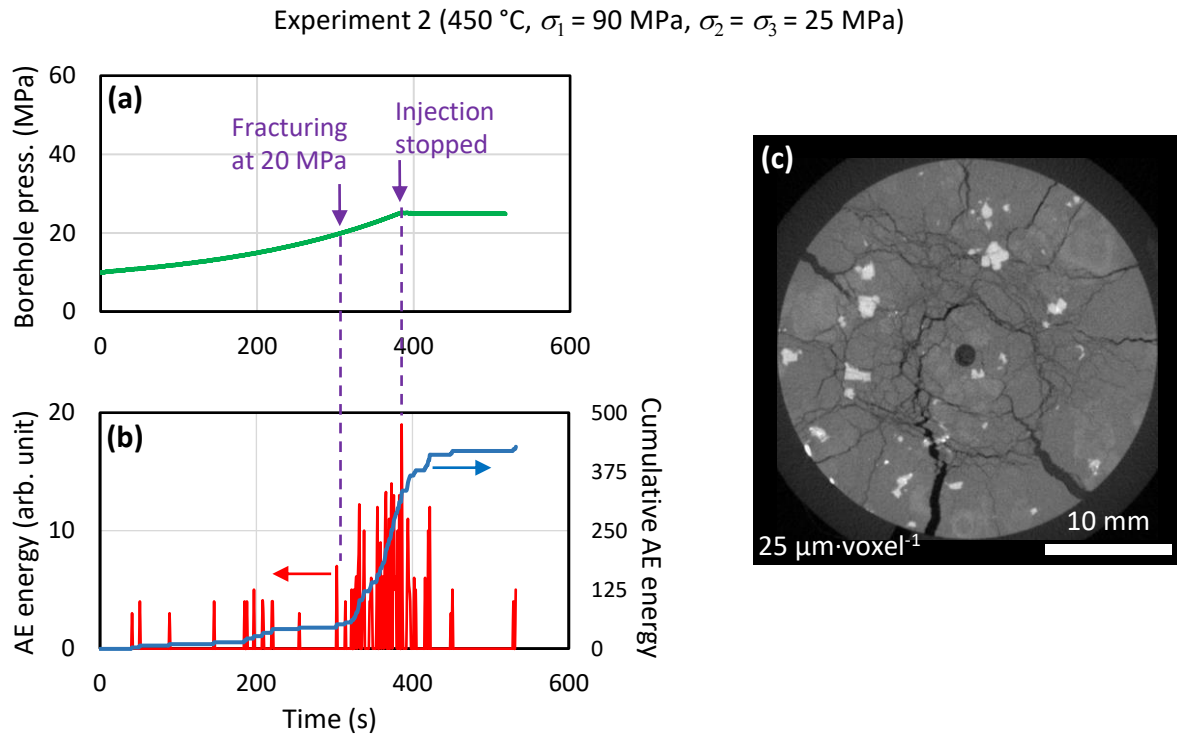 Experiment 2 (450 °C, σ1 = 90 MPa, σ2 = σ3 = 25 MPa)
(a)
Borehole press. (MPa)
60
40
20
0
0
200
400
600
Fracturing
at 20 MPa
Injection
stopped
(b)
AE energy (arb. unit)
20
10
0
500
375
250
125
0
Cumulative AE energy
0
200
400
600
Time (s)
(c)
10 mm
25 µm·voxel-1